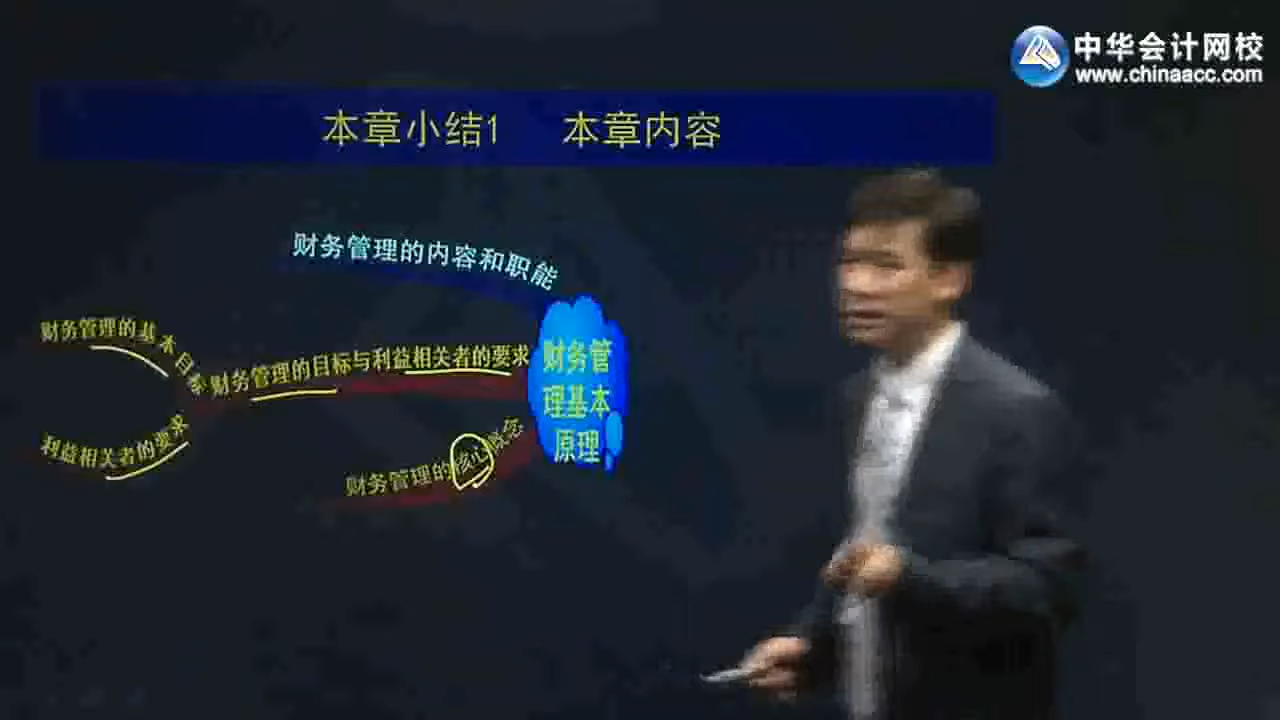 中华会计网校
www.chinaacc.com
本章小结1 本章内容
财务管理的内容和职能
财务管理的基本目标
财务管理的目标与利益相关者的要求
财务管理基本原理
利益相关者的要求
财务管理的核心概念